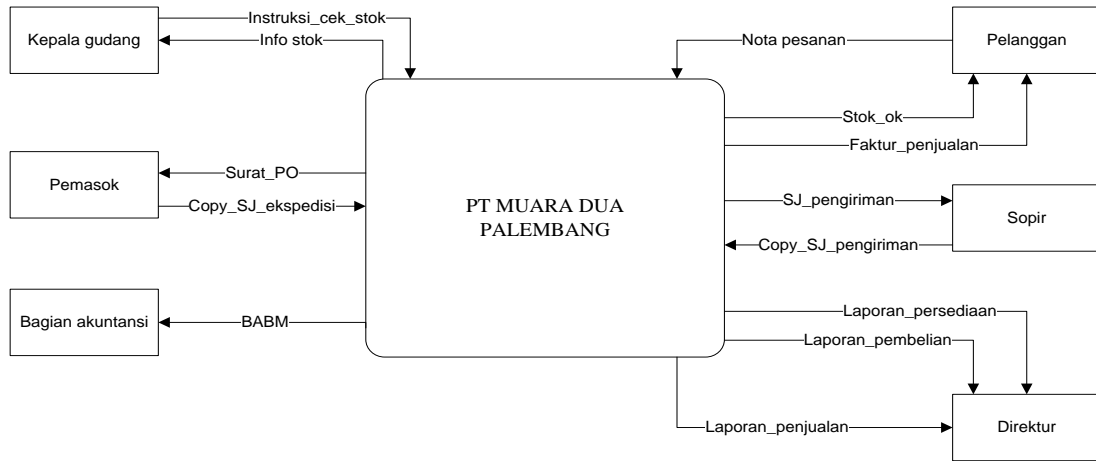 Instruksi_cek_stok
Kepala gudang
Info stok
Nota pesanan
Pelanggan
Stok_ok
Faktur_penjualan
Pemasok
Surat_PO
Copy_SJ_ekspedisi
PT MUARA DUA
PALEMBANG
SJ_pengiriman
Sopir
Copy_SJ_pengiriman
Bagian akuntansi
BABM
Laporan_persediaan
Laporan_pembelian
Laporan_penjualan
Direktur